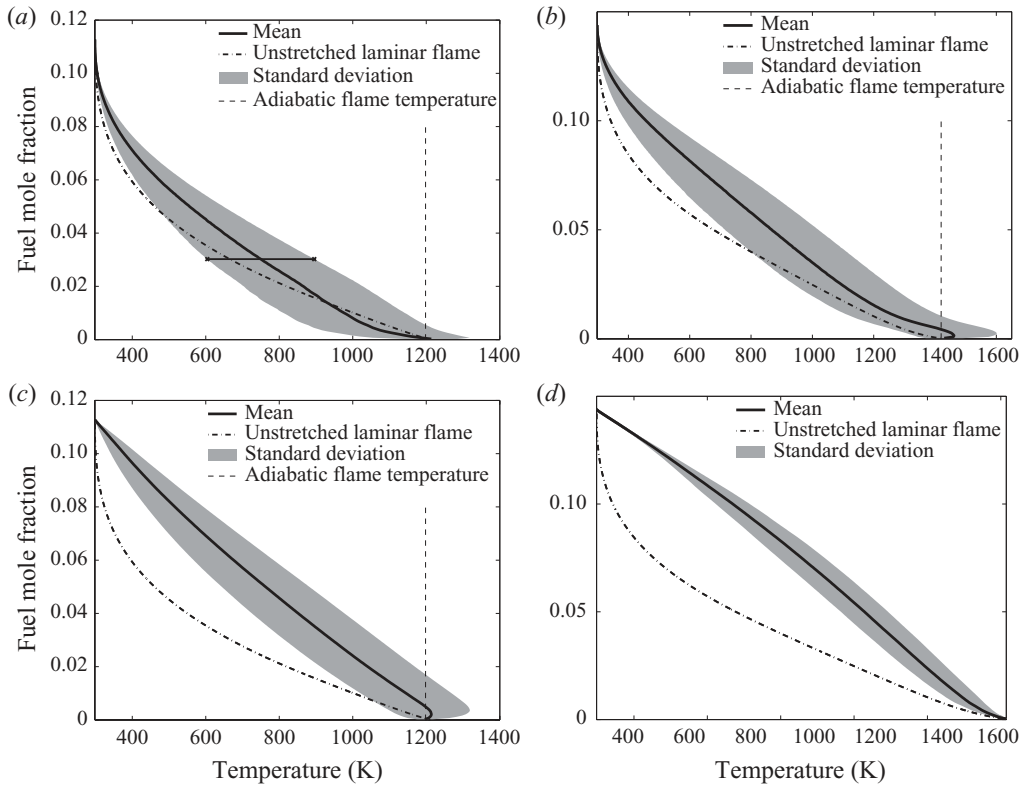 (a)
0.12
0.10
0.08
0.06
0.04
0.02
0
Fuel mole fraction
Mean
Unstretched laminar flame
Standard deviation
Adiabatic flame temperature
400 600 800 1000 1200 1400
(b)
0.10
0.05
0
Mean
Unstretched laminar flame
Standard deviation
Adiabatic flame temperature
400 600 800 1000 1200 1400 1600
(c)
0.12
0.10
0.08
0.06
0.04
0.02
0
Fuel mole fraction
Mean
Unstretched laminar flame
Standard deviation
Adiabatic flame temperature
400 600 800 1000 1200 1400
Temperature (K)
(d)
0.10
0.05
0
Mean
Unstretched laminar flame
Standard deviation
400 600 800 1000 1200 1400 1600
Temperature (K)